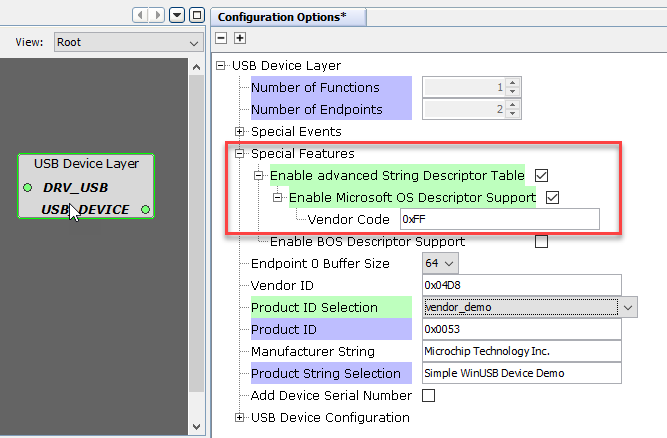 Configuration Options*
View: Root
USB Device Layer
Number of Functions 1
Number of Endpoints 2
Special Events
Special Features
Enable advanced String Descriptor Table
Enable Microsoft OS Descriptor Support
Vendor Code 0xFF
Enable BOS Descriptor Support
Endpoint 0 Buffer Size 64
Vendor ID 0x04D8
Product ID Selection vendor_demo
Product ID 0x0053
Manufacturer String Microchip Technology Inc.
Product String Selection Simple WinUSB Device Demo
Add Device Serial Number
USB Device Configuration
USB Device Layer
DRV_USB
USB_DEVICE